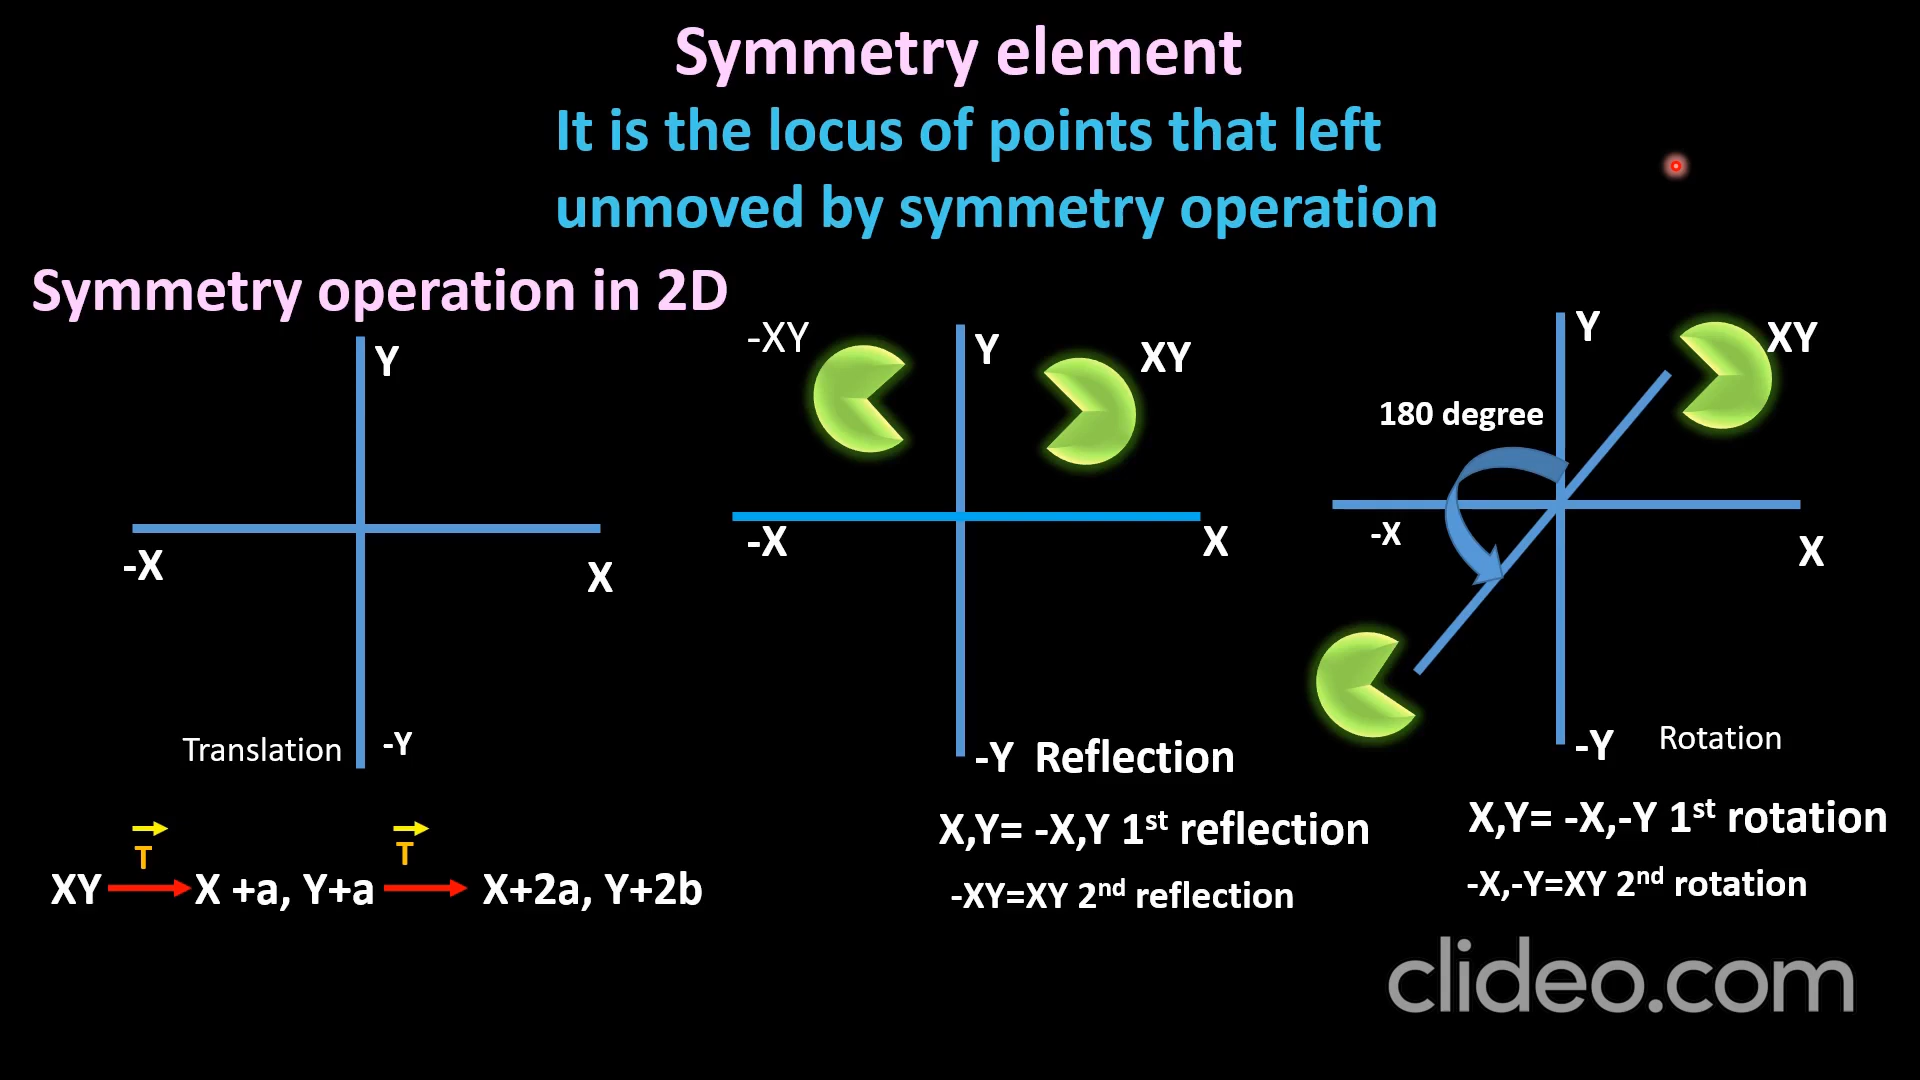 Symmetry element
It is the locus of points that left
unmoved by symmetry operation
Symmetry operation in 2D
Y
-X
X
Translation
-Y
T
T
XY X +a, Y+a X+2a, Y+2b
-XY
Y
XY
-X
X
-Y Reflection
X,Y= -X,Y 1st reflection
-XY=XY 2nd reflection
Y
XY
180 degree
-X
X
-Y
Rotation
X,Y= -X,-Y 1st rotation
-X,-Y=XY 2nd rotation
clideo.com